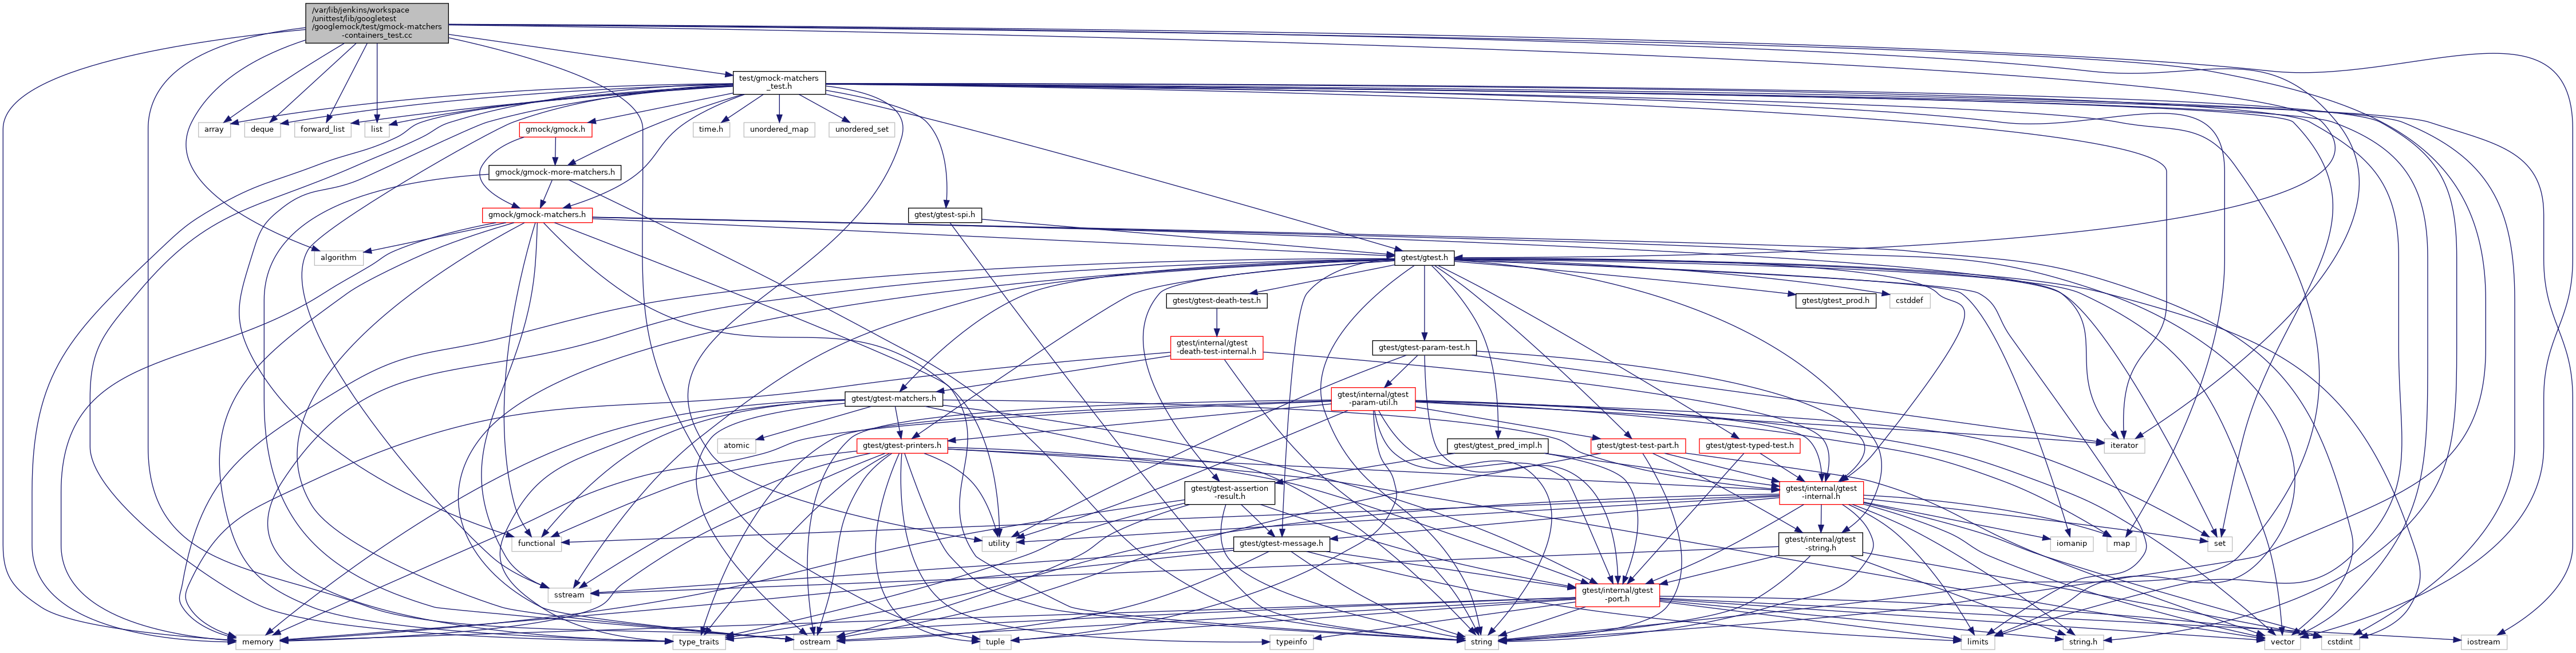 /var/lib/jenkins/workspace
/unittest/lib/googletest
/googlemock/test/gmock-matchers
-containers_test.cc
test/gmock-matchers
_test.h
array
deque
forward_list
list
gmock/gmock.h
time.h
unordered_map
unordered_set
gmock/gmock-more-matchers.h
gmock/gmock-matchers.h
gtest/gtest-spi.h
algorithm
gtest/gtest.h
gtest/gtest-death-test.h
gtest/gtest_prod.h
cstddef
gtest/internal/gtest
-death-test-internal.h
gtest/gtest-param-test.h
gtest/gtest-matchers.h
gtest/internal/gtest
-param-util.h
atomic
gtest/gtest-printers.h
gtest/gtest_pred_impl.h
gtest/gtest-test-part.h
gtest/gtest-typed-test.h
iterator
gtest/gtest-assertion
-result.h
gtest/internal/gtest
-internal.h
functional
utility
gtest/gtest-message.h
gtest/internal/gtest
-string.h
iomanip
map
set
sstream
gtest/internal/gtest
-port.h
memory
type_traits
ostream
tuple
typeinfo
string
limits
string.h
vector
cstdint
iostream